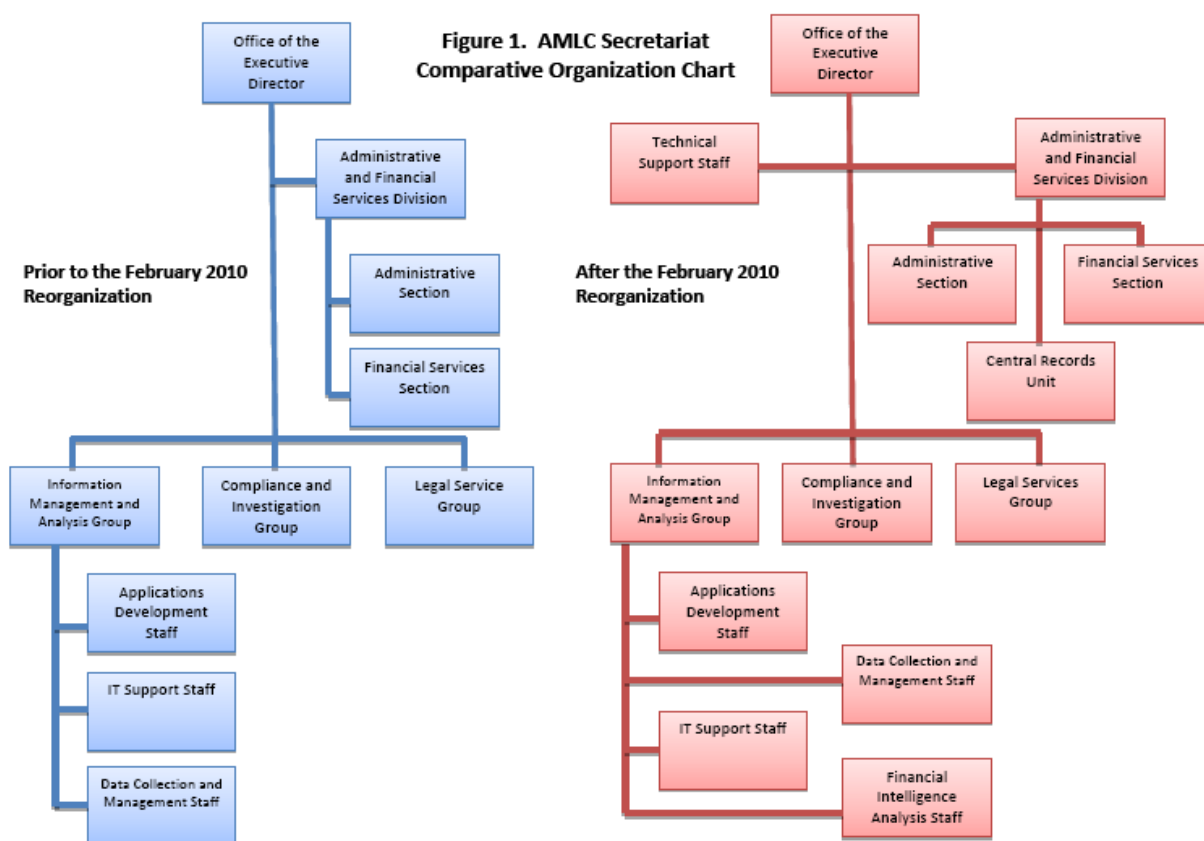 Figure 1. AMLC Secretariat
Comparative Organization Chart
Prior to the February 2010
Reorganization
Office of the
Executive
Director
Administrative
and Financial
Services Division
Administrative
Section
Financial Services
Section
Information
Management and
Analysis Group
Compliance and
Investigation
Group
Legal Service
Group
Applications
Development
Staff
IT Support Staff
Data Collection and
Management Staff
After the February 2010
Reorganization
Office of the
Executive
Director
Technical
Support Staff
Administrative
and Financial
Services Division
Administrative
Section
Financial Services
Section
Central Records
Unit
Information
Management and
Analysis Group
Compliance and
Investigation
Group
Legal Services
Group
Applications
Development
Staff
Data Collection and
Management Staff
IT Support Staff
Financial
Intelligence
Analysis Staff